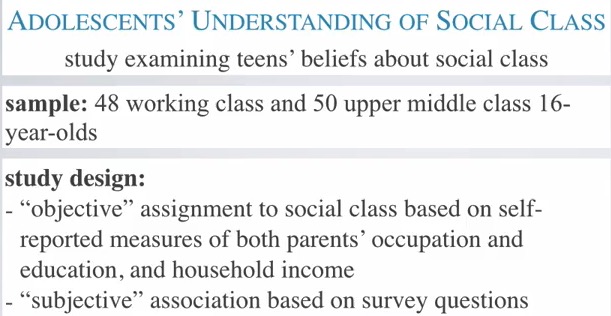 ADOLESCENTS’ UNDERSTANDING OF SOCIAL CLASS
study examining teens’ beliefs about social class
sample: 48 working class and 50 upper middle class 16-
year-olds
study design:
- “objective” assignment to social class based on self-
reported measures of both parents’ occupation and
education, and household income
- “subjective” association based on survey questions